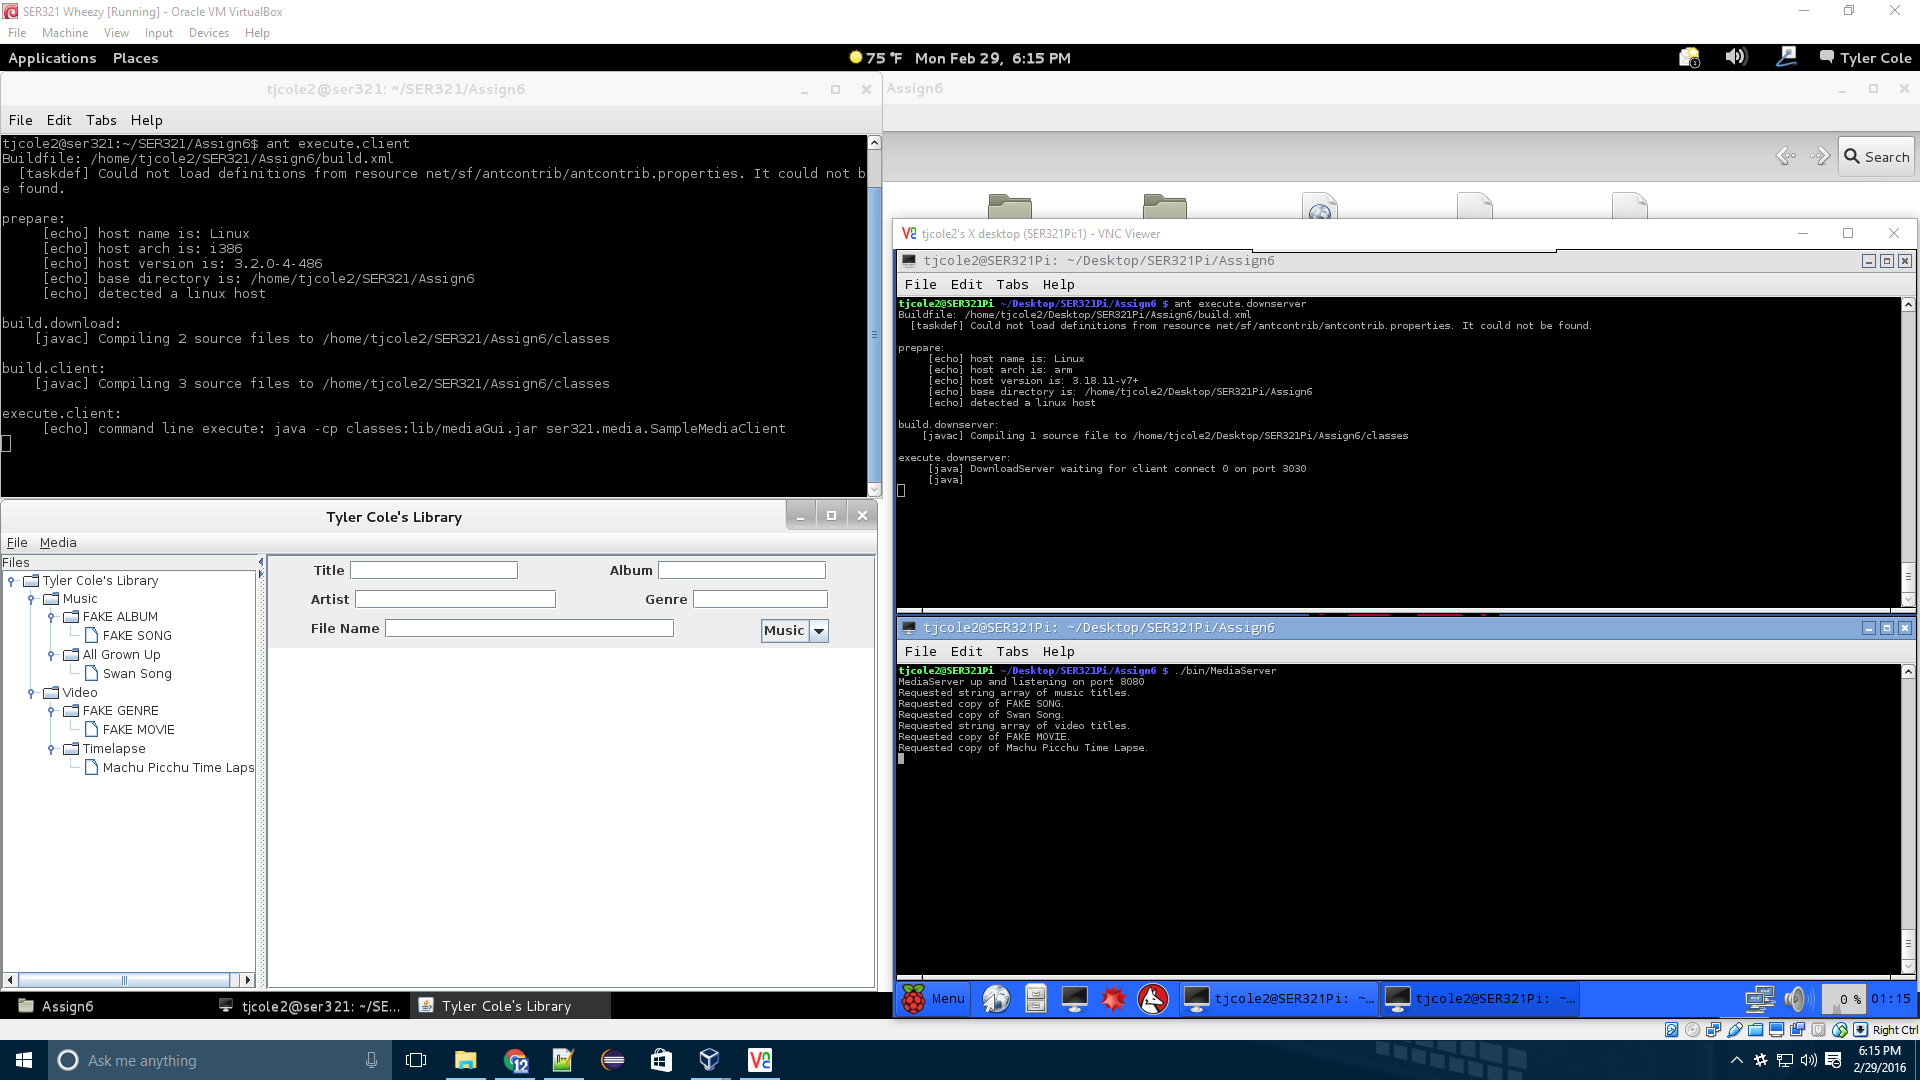 SER321 Wheezy [Running] - Oracle VM VirtualBox
File Machine View Input Devices Help
Applications Places 75 °F Mon Feb 29, 6:15 PM Tyler Cole
tjcole2@ser321: ~/SER321/Assign6
File Edit Tabs Help
tjcole2@ser321:~/SER321/Assign6$ ant execute.client
Buildfile: /home/tjcole2/SER321/Assign6/build.xml
[taskdef] Could not load definitions from resource net/sf/antcontrib/antcontrib.properties. It could not b
e found.
prepare:
[echo] host name is: Linux
[echo] host arch is: i386
[echo] host version is: 3.2.0-4-486
[echo] base directory is: /home/tjcole2/SER321/Assign6
[echo] detected a linux host
build.download:
[javac] Compiling 2 source files to /home/tjcole2/SER321/Assign6/classes
build.client:
[javac] Compiling 3 source files to /home/tjcole2/SER321/Assign6/classes
execute.client:
[echo] command line execute: java -cp classes:lib/mediaGui.jar ser321.media.SampleMediaClient
Assign6
Search
tjcole2's X desktop (SER321Pi:1) - VNC Viewer
tjcole2@SER321Pi: ~/Desktop/SER321Pi/Assign6
File Edit Tabs Help
tjcole2@SER321Pi ~/Desktop/SER321Pi/Assign6 $ ant execute.downserver
Buildfile: /home/tjcole2/Desktop/SER321Pi/Assign6/build.xml
[taskdef] Could not load definitions from resource net/sf/antcontrib/antcontrib.properties. It could not be found.
prepare:
[echo] host name is: Linux
[echo] host arch is: arm
[echo] host version is: 3.18.11-v7+
[echo] base directory is: /home/tjcole2/Desktop/SER321Pi/Assign6
[echo] detected a linux host
build.downserver:
[javac] Compiling 1 source file to /home/tjcole2/Desktop/SER321Pi/Assign6/classes
execute.downserver:
[java] DownloadServer waiting for client connect 0 on port 3030
[java]
Tyler Cole's Library
File Media
Files
Tyler Cole's Library
Music
FAKE ALBUM
FAKE SONG
All Grown Up
Swan Song
Video
FAKE GENRE
FAKE MOVIE
Timelapse
Machu Picchu Time Laps
Title Album
Artist Genre
File Name Music
tjcole2@SER321Pi: ~/Desktop/SER321Pi/Assign6
File Edit Tabs Help
tjcole2@SER321Pi ~/Desktop/SER321Pi/Assign6 $ ./bin/MediaServer
MediaServer up and listening on port 8080
Requested string array of music titles.
Requested copy of FAKE SONG.
Requested copy of Swan Song.
Requested string array of video titles.
Requested copy of FAKE MOVIE.
Requested copy of Machu Picchu Time Lapse.
Menu tjcole2@SER321Pi: ~... tjcole2@SER321Pi: ~... 0 % 01:15
Assign6 tjcole2@ser321: ~/SE... Tyler Cole's Library
Right Ctrl
Ask me anything 12 6:15 PM
2/29/2016